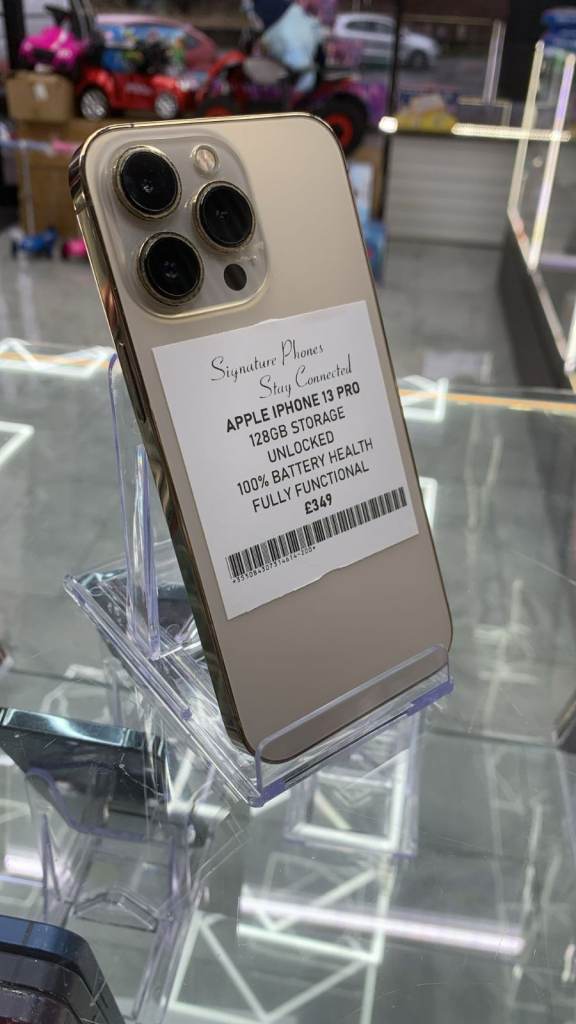 Signature Phones
Stay Connected
APPLE IPHONE 13 PRO
128GB STORAGE
UNLOCKED
100% BATTERY HEALTH
FULLY FUNCTIONAL
£349